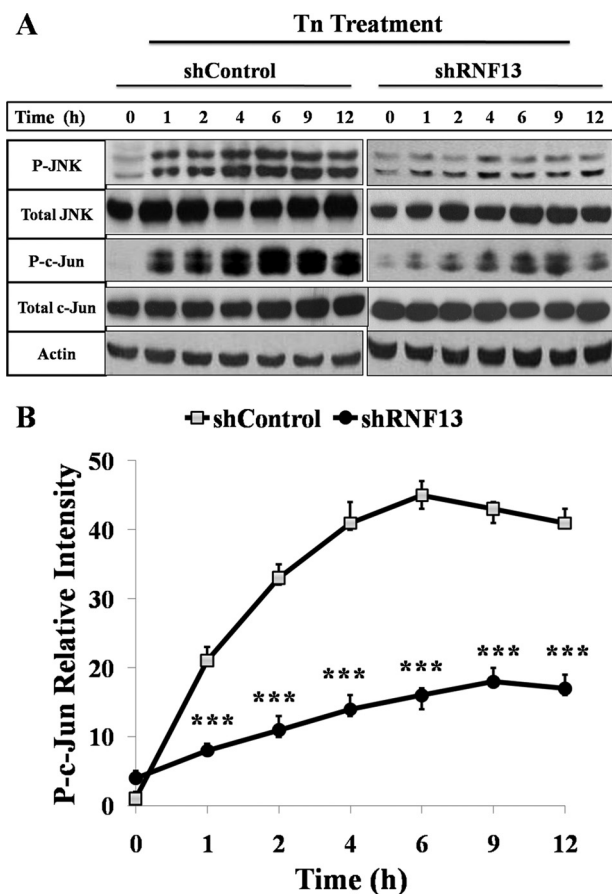 A
Tn Treatment
shControl
shRNF13
Time (h) 0 1 2 4 6 9 12 0 1 2 4 6 9 12
P-JNK
Total JNK
P-c-Jun
Total c-Jun
Actin
B
shControl shRNF13
P-c-Jun Relative Intensity
50
40
30
20
10
0
*** *** *** *** *** ***
0 1 2 4 6 9 12
Time (h)